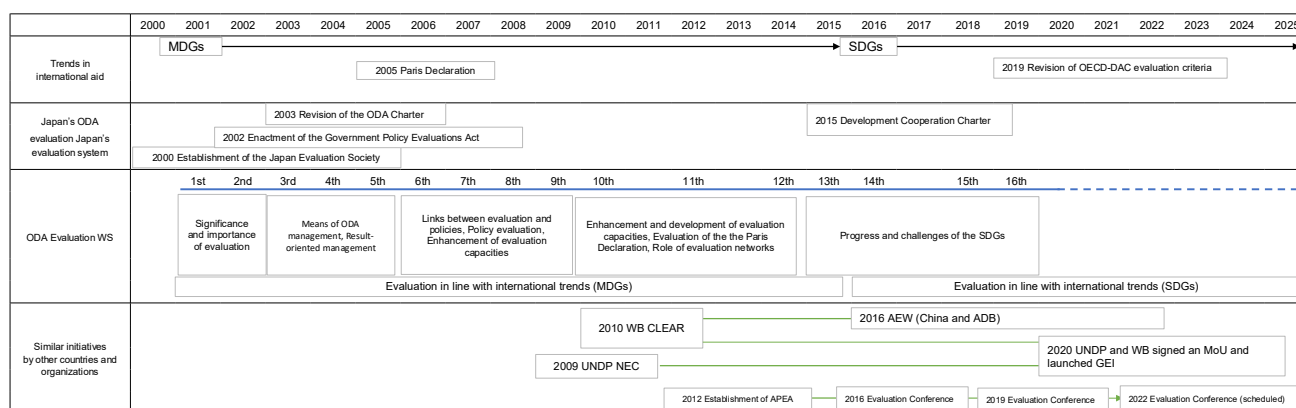 2000 2001 2002 2003 2004 2005 2006 2007 2008 2009 2010 2011 2012 2013 2014 2015 2016 2017 2018 2019 2020 2021 2022 2023 2024 2025
Trends in
international aid
MDGs
SDGs
2005 Paris Declaration
2019 Revision of OECD-DAC evaluation criteria
Japan's ODA
evaluation Japan's
evaluation system
2003 Revision of the ODA Charter
2015 Development Cooperation Charter
2002 Enactment of the Government Policy Evaluations Act
2000 Establishment of the Japan Evaluation Society
ODA Evaluation WS
1st 2nd 3rd 4th 5th 6th 7th 8th 9th 10th 11th 12th 13th 14th 15th 16th
Significance
and importance
of evaluation
Means of ODA
management, Result-
oriented management
Links between evaluation and
policies, Policy evaluation,
Enhancement of evaluation
capacities
Enhancement and development of evaluation
capacities, Evaluation of the the Paris
Declaration, Role of evaluation networks
Progress and challenges of the SDGs
Evaluation in line with international trends (MDGs)
Evaluation in line with international trends (SDGs)
Similar initiatives
by other countries and
organizations
2010 WB CLEAR
2016 AEW (China and ADB)
2009 UNDP NEC
2020 UNDP and WB signed an MoU and
launched GEI
2012 Establishment of APEA
2016 Evaluation Conference
2019 Evaluation Conference
2022 Evaluation Conference (scheduled)